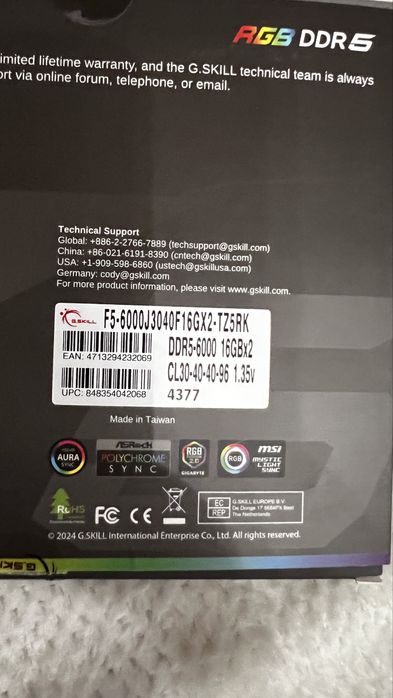 RGB DDR5
imited lifetime warranty, and the G.SKILL technical team is always
ort via online forum, telephone, or email.
Technical Support
Global: +886-2-2766-7889 (techsupport@gskill.com)
China: +86-021-6191-8390 (cntech@gskill.com)
USA: +1-909-598-6860 (ustech@gskillusa.com)
Germany: cody@gskill.com
For more product information, please visit www.gskill.com.
G.SKILL F5-6000J3040F16GX2-TZ5RK
DDR5-6000 16GBx2
EAN: 4713294232069
CL30-40-40-96 1.35v
UPC: 848354042068
4377
Made in Taiwan
AURA
SYNC
ASRock
POLYCHROME
SYNC
RGB
GIGABYTE
RGB
msi
MYSTIC
LIGHT
SYNC
RoHS
FC CE
EC
REP
G.SKILL EUROPE B.V.
The Netherlands
© 2024 G.SKILL International Enterprise Co., Ltd. All rights reserved.
G.SKI